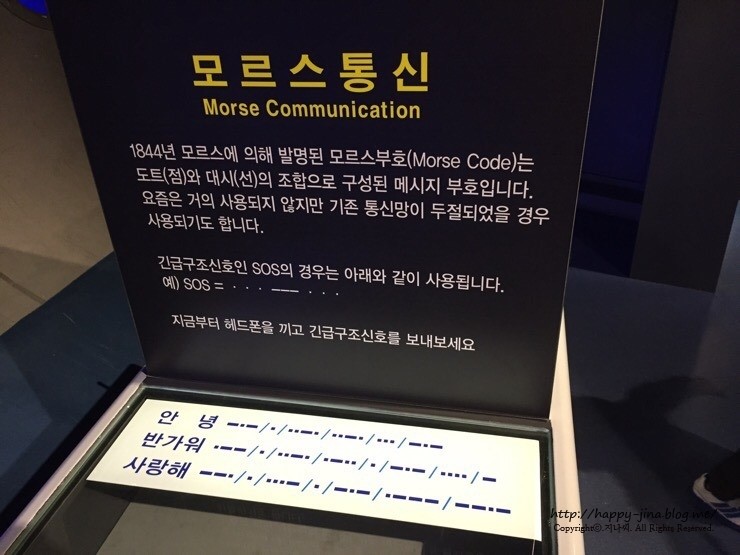 모르스통신
Morse Communication
1844년 모르스에 의해 발명된 모르스부호(Morse Code)는
도트(점)와 대시(선)의 조합으로 구성된 메시지 부호입니다.
요즘은 거의 사용되지 않지만 기존 통신망이 두절되었을 경우
사용되기도 합니다.
긴급구조신호인 SOS의 경우는 아래와 같이 사용됩니다.
예) SOS = · · · ─── · · ·
지금부터 헤드폰을 끼고 긴급구조신호를 보내보세요
안 녕 −·−/·/··−·/··−·/···/−·−
반가워 ·−−/·/··−·/·−··/·/−·−/····/−
사랑해 −−·/·/···−/·/−·−/·−−−/−−·−
http://happy-jina.blog.me/
Copyrightⓒ.지나씨. All Rights Reserved.